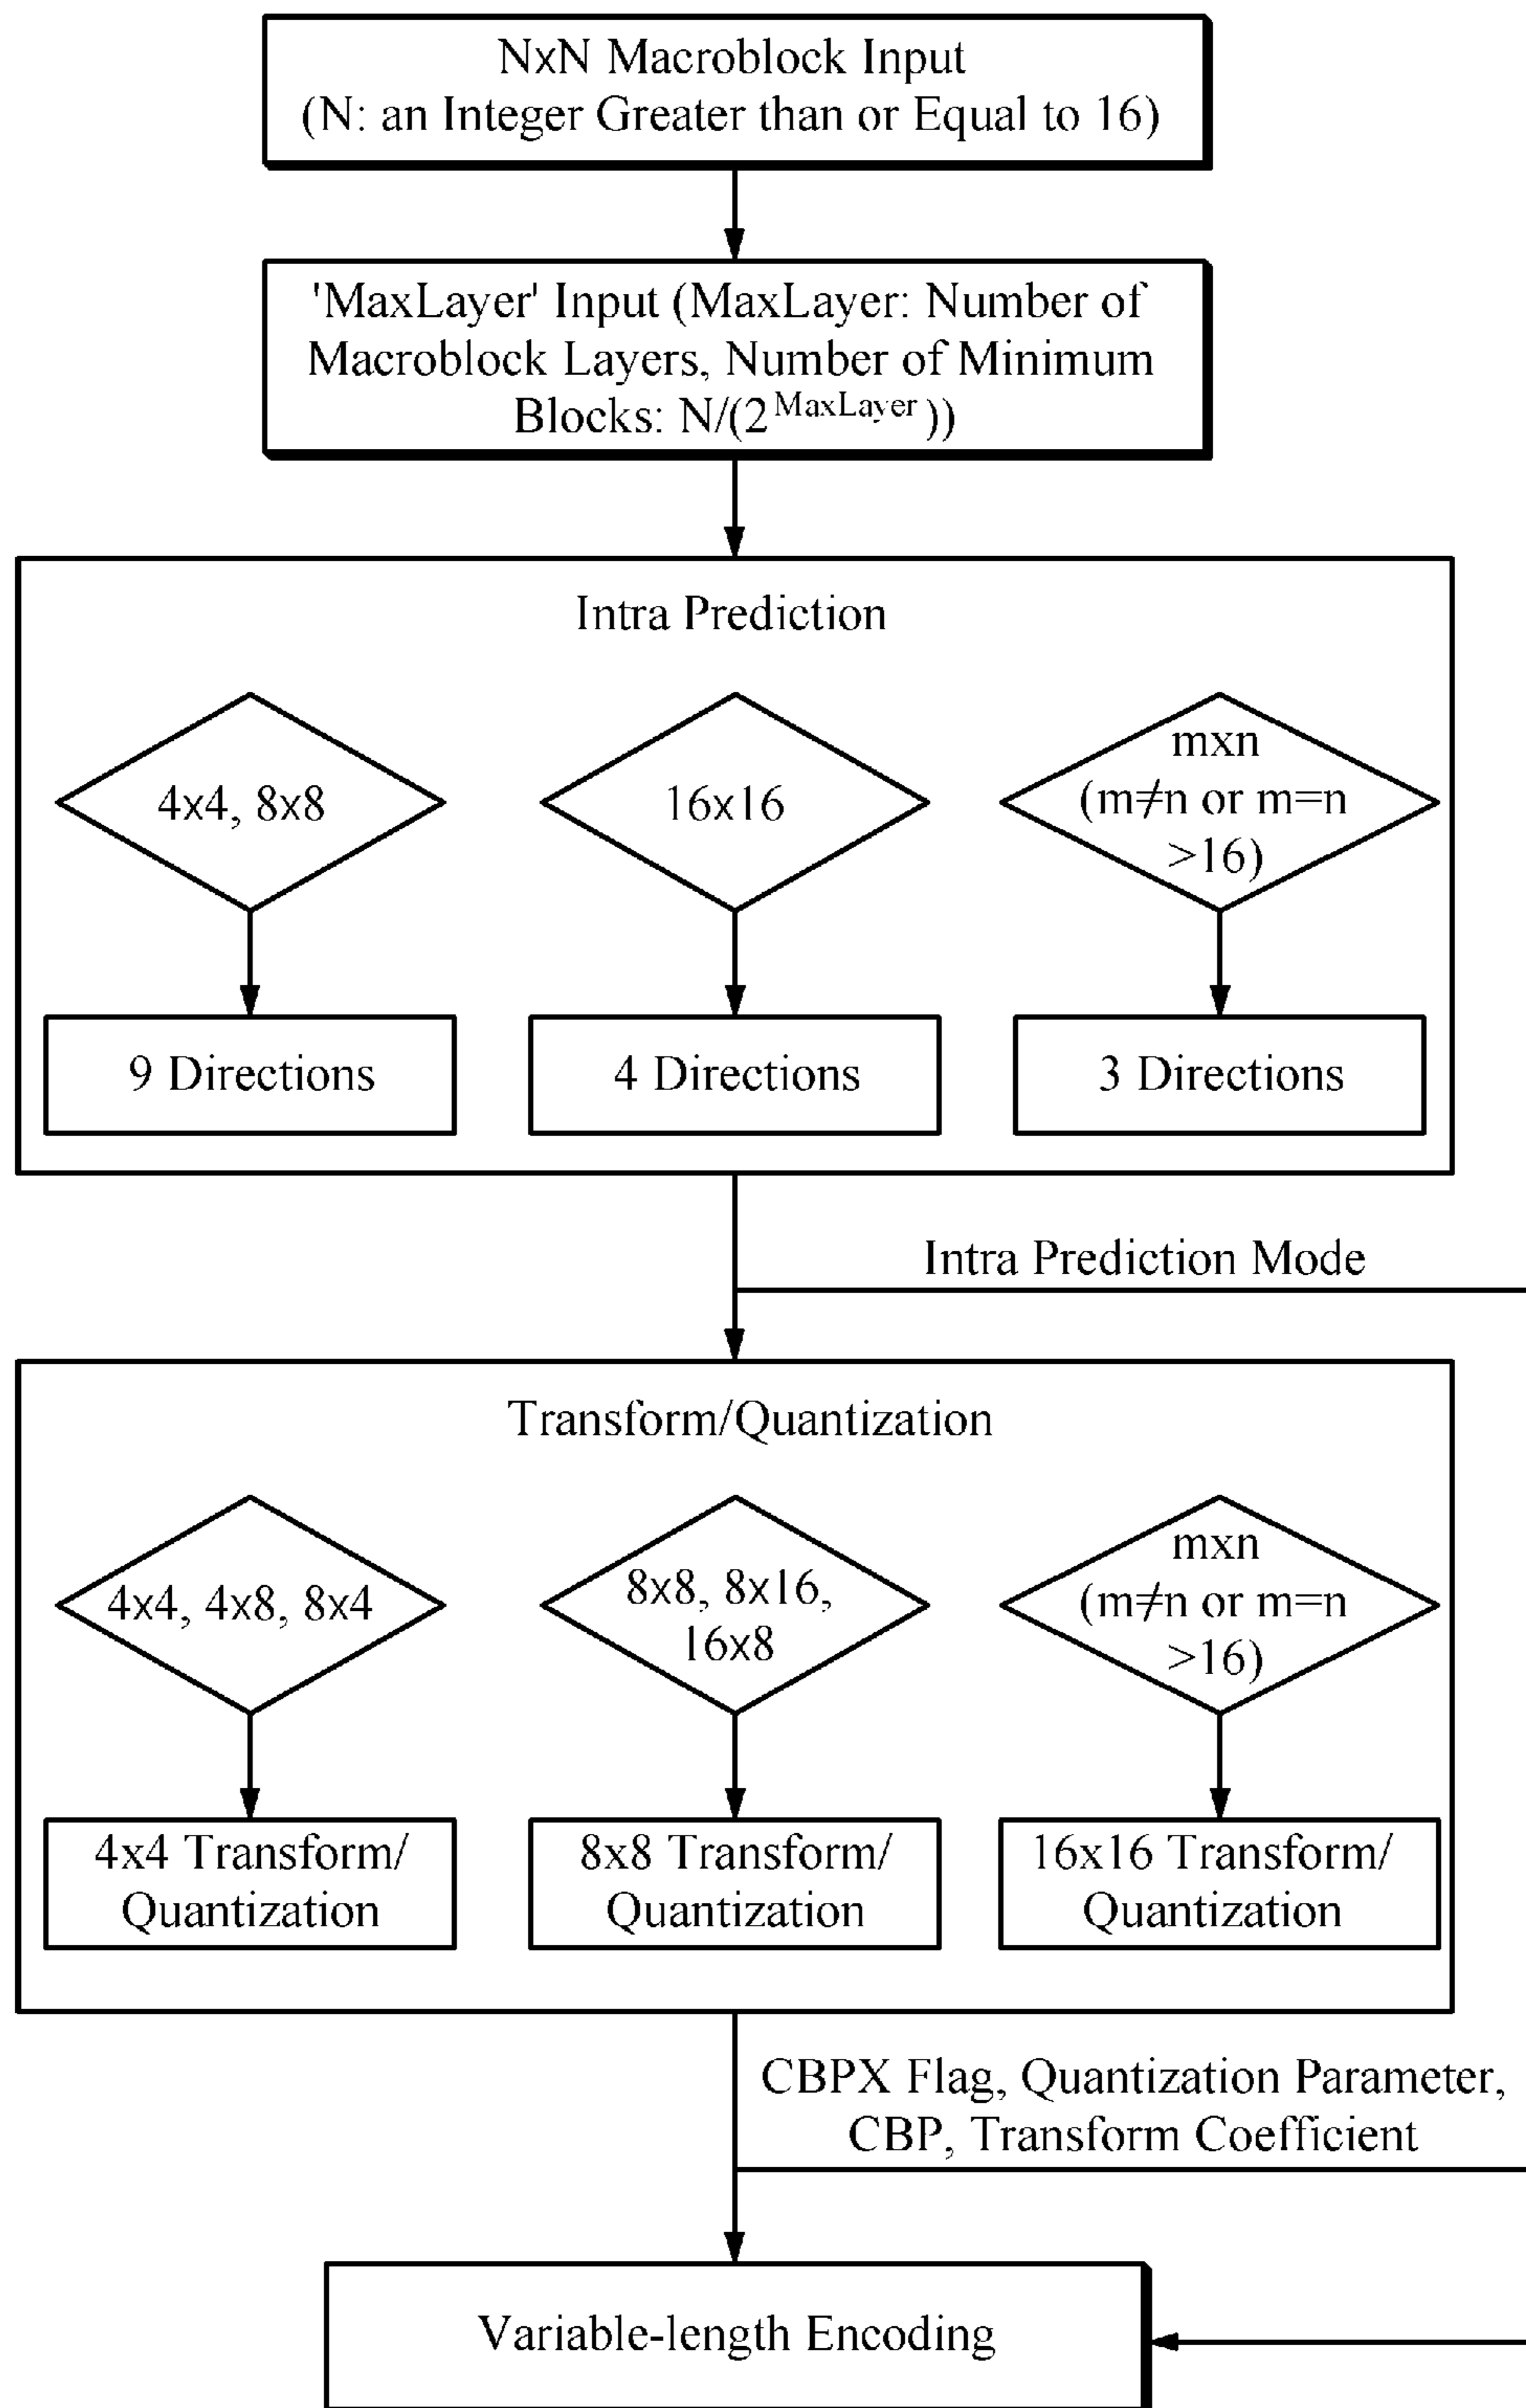 NxN Macroblock Input
(N: an Integer Greater than or Equal to 16)
'MaxLayer' Input (MaxLayer: Number of
Macroblock Layers, Number of Minimum
Blocks: N/(2^MaxLayer))
Intra Prediction
4x4, 8x8
16x16
mxn
(m≠n or m=n
>16)
9 Directions
4 Directions
3 Directions
Intra Prediction Mode
Transform/Quantization
4x4, 4x8, 8x4
8x8, 8x16,
16x8
mxn
(m≠n or m=n
>16)
4x4 Transform/
Quantization
8x8 Transform/
Quantization
16x16 Transform/
Quantization
CBPX Flag, Quantization Parameter,
CBP, Transform Coefficient
Variable-length Encoding